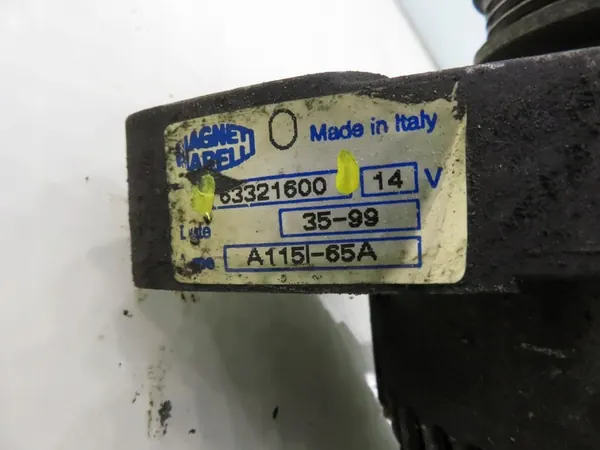 MAGNETI
MARELLI
Made in Italy
63321600 14 V
35-99
A115I-65A